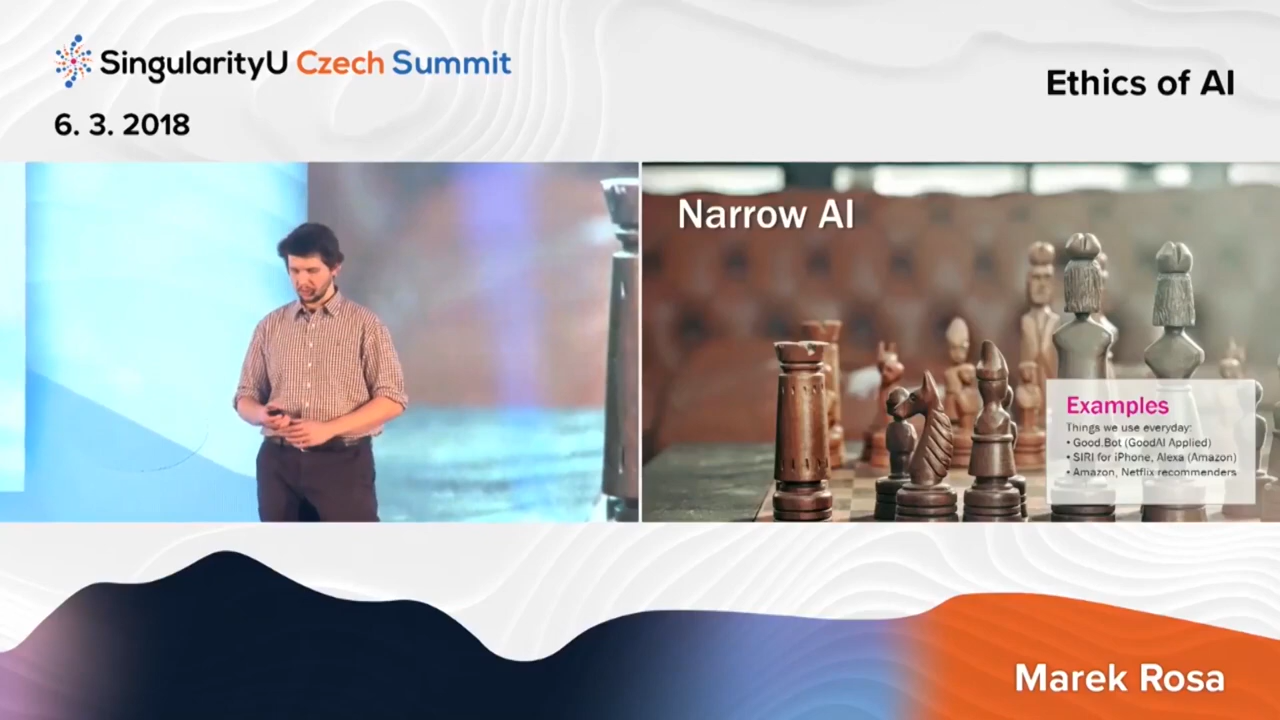 SingularityU Czech Summit
6. 3. 2018
Ethics of AI
Narrow AI
Examples
Things we use everyday:
• Good.Bot (GoodAI Applied)
• SIRI for iPhone, Alexa (Amazon)
• Amazon, Netflix recommenders
Marek Rosa